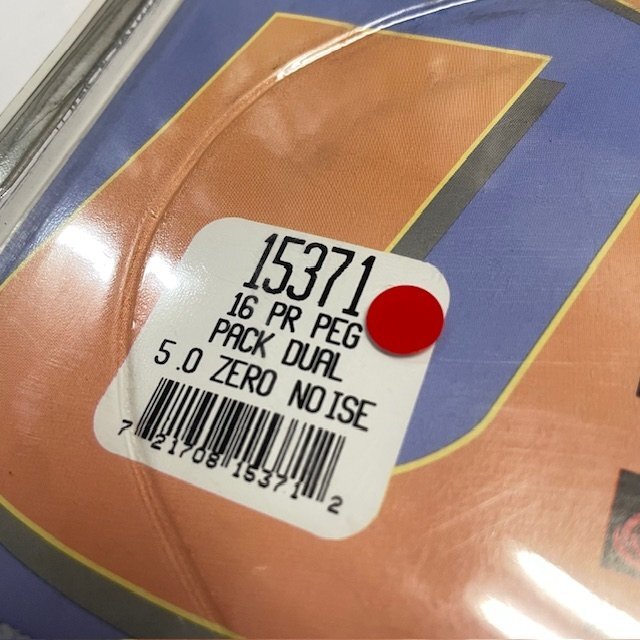 15371
16 PR PEG
PACK DUAL
5.0 ZERO NOISE
7 21708 15371 2